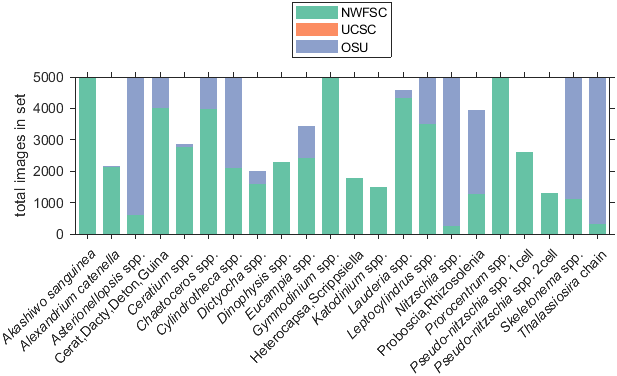 NWFSC
UCSC
OSU
total images in set
5000
4000
3000
2000
1000
0
Akashiwo sanguinea
Alexandrium catenella
Asterionellopsis spp.
Cerat,Dacty,Deton,Guina
Ceratium spp.
Chaetoceros spp.
Cylindrotheca spp.
Dictyocha spp.
Dinophysis spp.
Eucampia spp.
Gymnodinium spp.
Heterocapsa,Scrippsiella
Katodinium spp.
Lauderia spp.
Leptocylindrus spp.
Nitzschia spp.
Proboscia,Rhizosolenia
Prorocentrum spp.
Pseudo-nitzschia spp. 1cell
Pseudo-nitzschia spp. 2cell
Skeletonema spp.
Thalassiosira chain